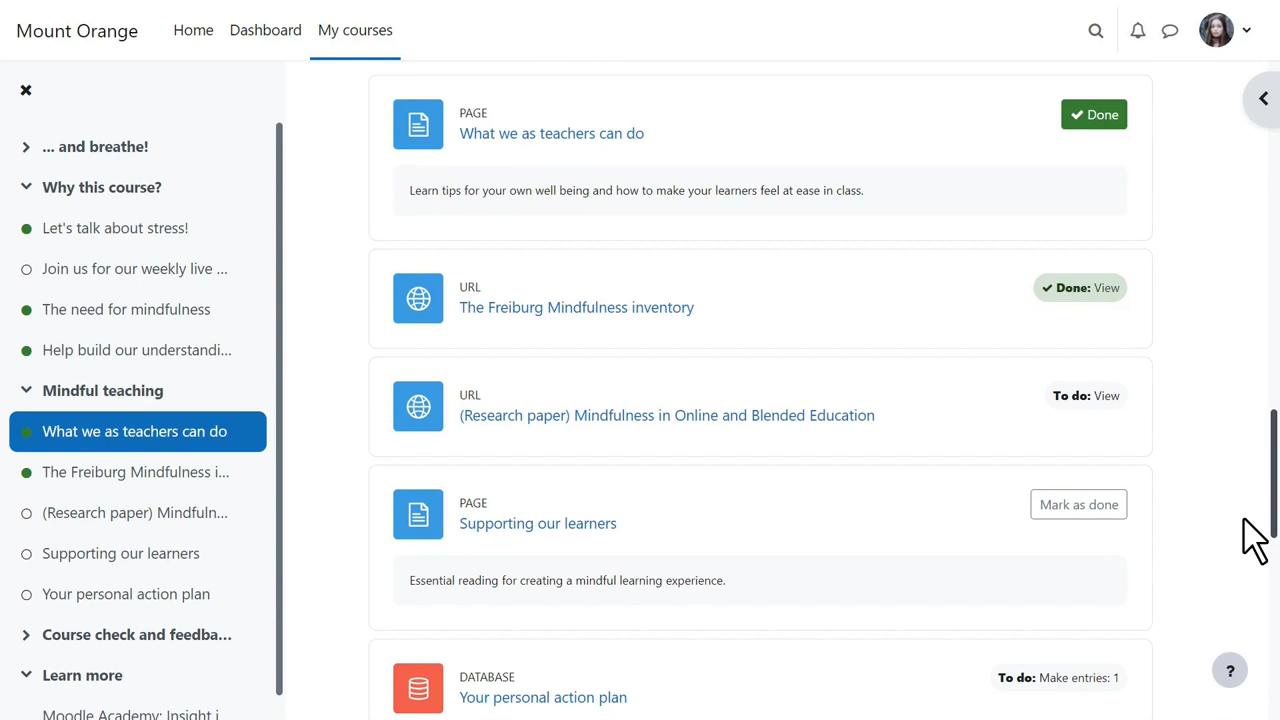 Mount Orange
Home
Dashboard
My courses
... and breathe!
Why this course?
Let's talk about stress!
Join us for our weekly live ...
The need for mindfulness
Help build our understandi...
Mindful teaching
What we as teachers can do
The Freiburg Mindfulness i...
(Research paper) Mindfuln...
Supporting our learners
Your personal action plan
Course check and feedba...
Learn more
Moodle Academy: Insight i
PAGE
What we as teachers can do
Done
Learn tips for your own well being and how to make your learners feel at ease in class.
URL
The Freiburg Mindfulness inventory
Done: View
URL
(Research paper) Mindfulness in Online and Blended Education
To do: View
PAGE
Supporting our learners
Mark as done
Essential reading for creating a mindful learning experience.
DATABASE
Your personal action plan
To do: Make entries: 1
?